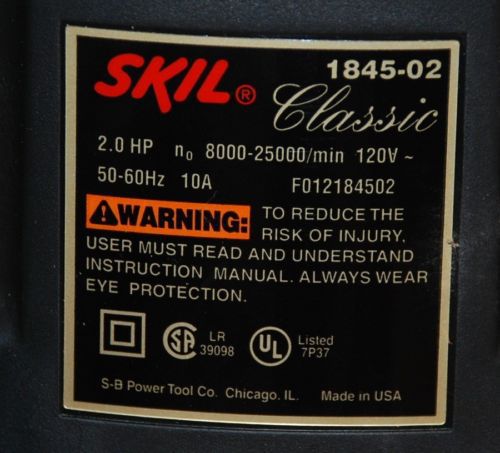 SKIL®
1845-02
Classic
2.0 HP n₀ 8000-25000/min 120V ~
50-60Hz 10A F012184502
WARNING: TO REDUCE THE
RISK OF INJURY,
USER MUST READ AND UNDERSTAND
INSTRUCTION MANUAL. ALWAYS WEAR
EYE PROTECTION.
SA LR
39098
UL Listed
7P37
S-B Power Tool Co. Chicago. IL. Made in USA